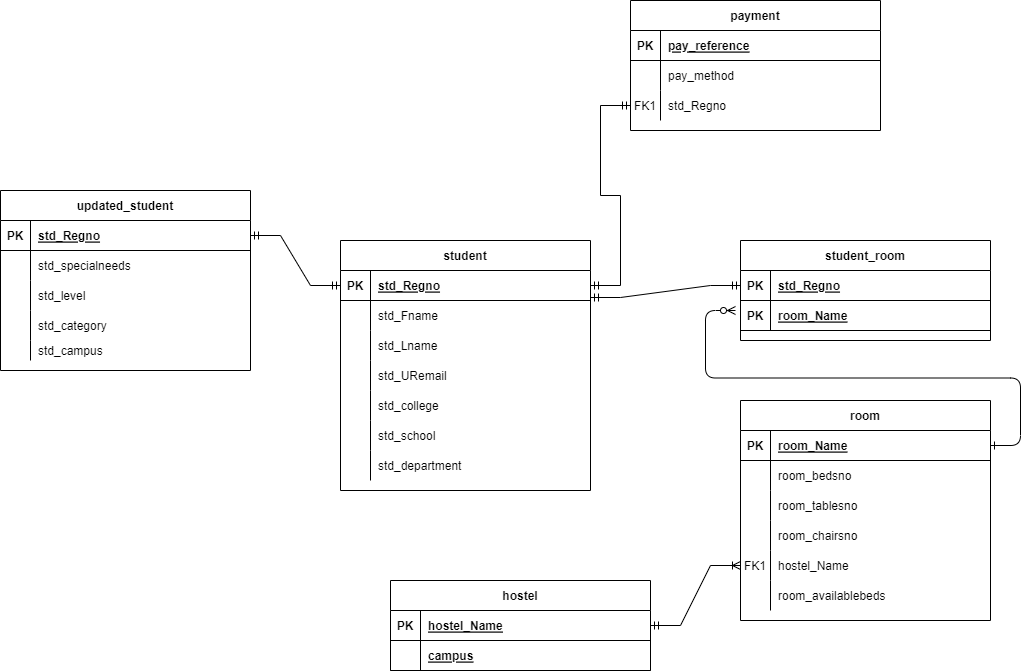 payment
PK pay_reference
pay_method
FK1 std_Regno
updated_student
PK std_Regno
std_specialneeds
std_level
std_category
std_campus
student
PK std_Regno
std_Fname
std_Lname
std_URemail
std_college
std_school
std_department
student_room
PK std_Regno
PK room_Name
room
PK room_Name
room_bedsno
room_tablesno
room_chairsno
FK1 hostel_Name
room_availablebeds
hostel
PK hostel_Name
campus